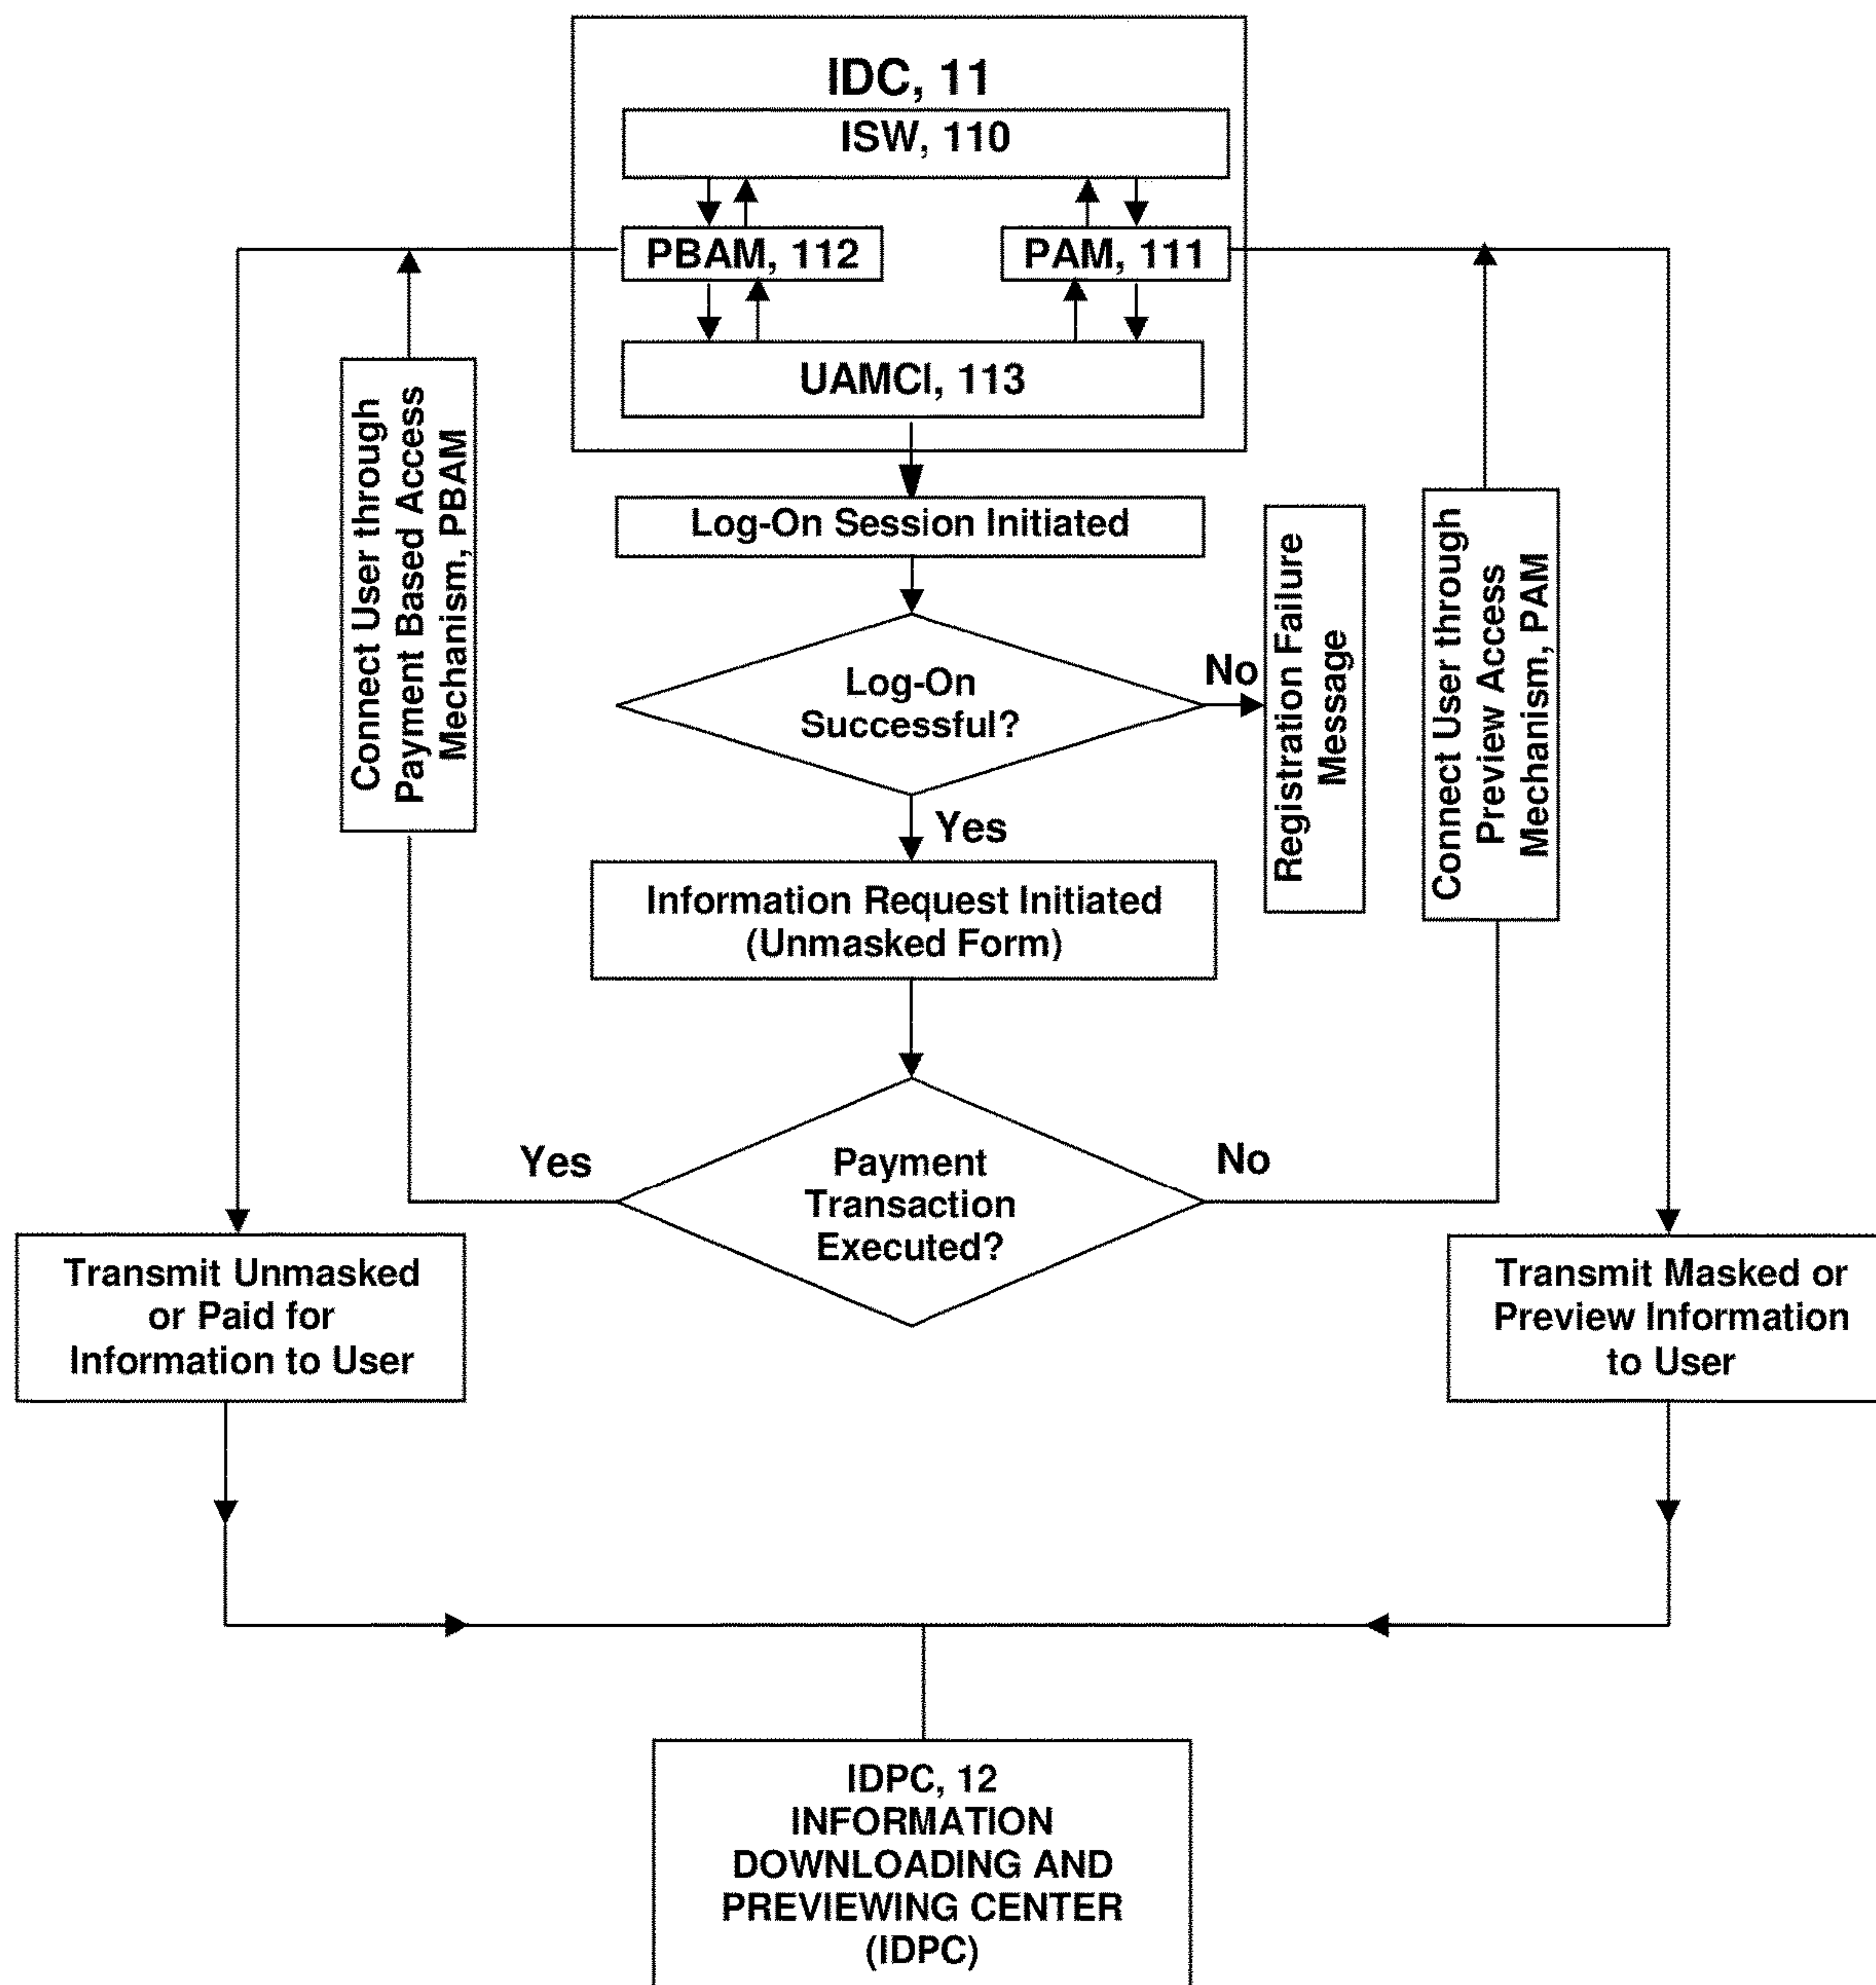 IDC, 11
ISW, 110
PBAM, 112
PAM, 111
UAMCI, 113
Connect User through
Payment Based Access
Mechanism, PBAM
Log-On Session Initiated
Log-On
Successful?
No
Registration Failure
Message
Connect User through
Preview Access
Mechanism, PAM
Yes
Information Request Initiated
(Unmasked Form)
Yes
Payment
Transaction
Executed?
No
Transmit Unmasked
or Paid for
Information to User
Transmit Masked or
Preview Information
to User
IDPC, 12
INFORMATION
DOWNLOADING AND
PREVIEWING CENTER
(IDPC)